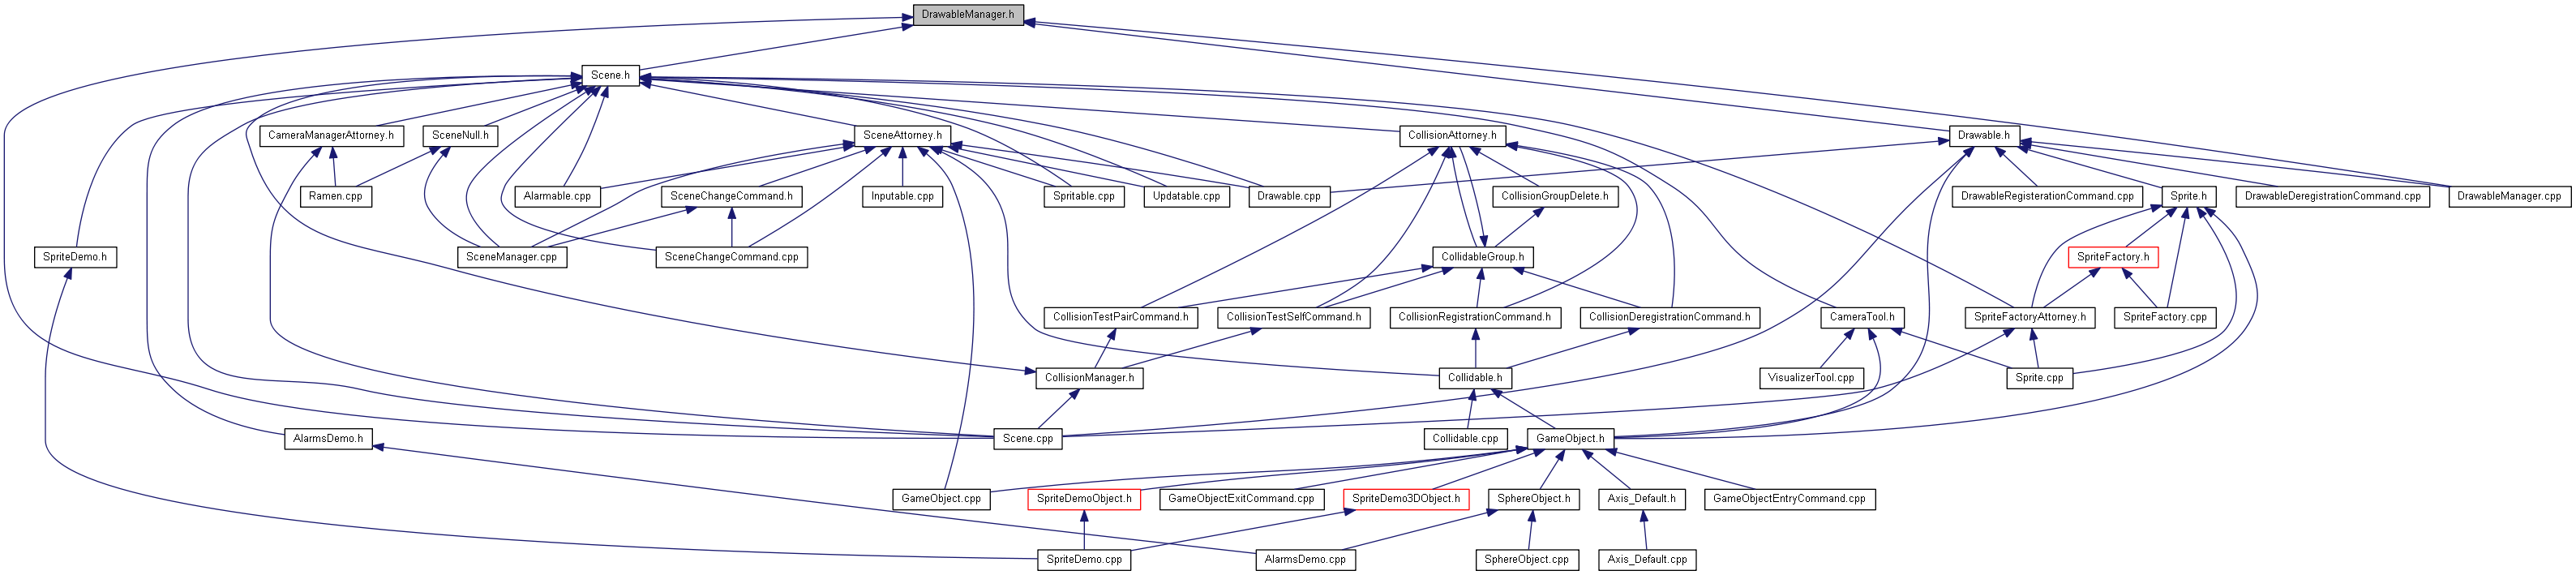 DrawableManager.h
Scene.h
CameraManagerAttorney.h
SceneNull.h
SceneAttorney.h
CollisionAttorney.h
Drawable.h
Ramen.cpp
Alarmable.cpp
SceneChangeCommand.h
Inputable.cpp
Spritable.cpp
Updatable.cpp
Drawable.cpp
CollisionGroupDelete.h
DrawableRegisterationCommand.cpp
Sprite.h
DrawableDeregistrationCommand.cpp
DrawableManager.cpp
SpriteDemo.h
SceneManager.cpp
SceneChangeCommand.cpp
CollidableGroup.h
SpriteFactory.h
CollisionTestPairCommand.h
CollisionTestSelfCommand.h
CollisionRegistrationCommand.h
CollisionDeregistrationCommand.h
CameraTool.h
SpriteFactoryAttorney.h
SpriteFactory.cpp
CollisionManager.h
Collidable.h
VisualizerTool.cpp
Sprite.cpp
AlarmsDemo.h
Scene.cpp
Collidable.cpp
GameObject.h
GameObject.cpp
SpriteDemoObject.h
GameObjectExitCommand.cpp
SpriteDemo3DObject.h
SphereObject.h
Axis_Default.h
GameObjectEntryCommand.cpp
SpriteDemo.cpp
AlarmsDemo.cpp
SphereObject.cpp
Axis_Default.cpp